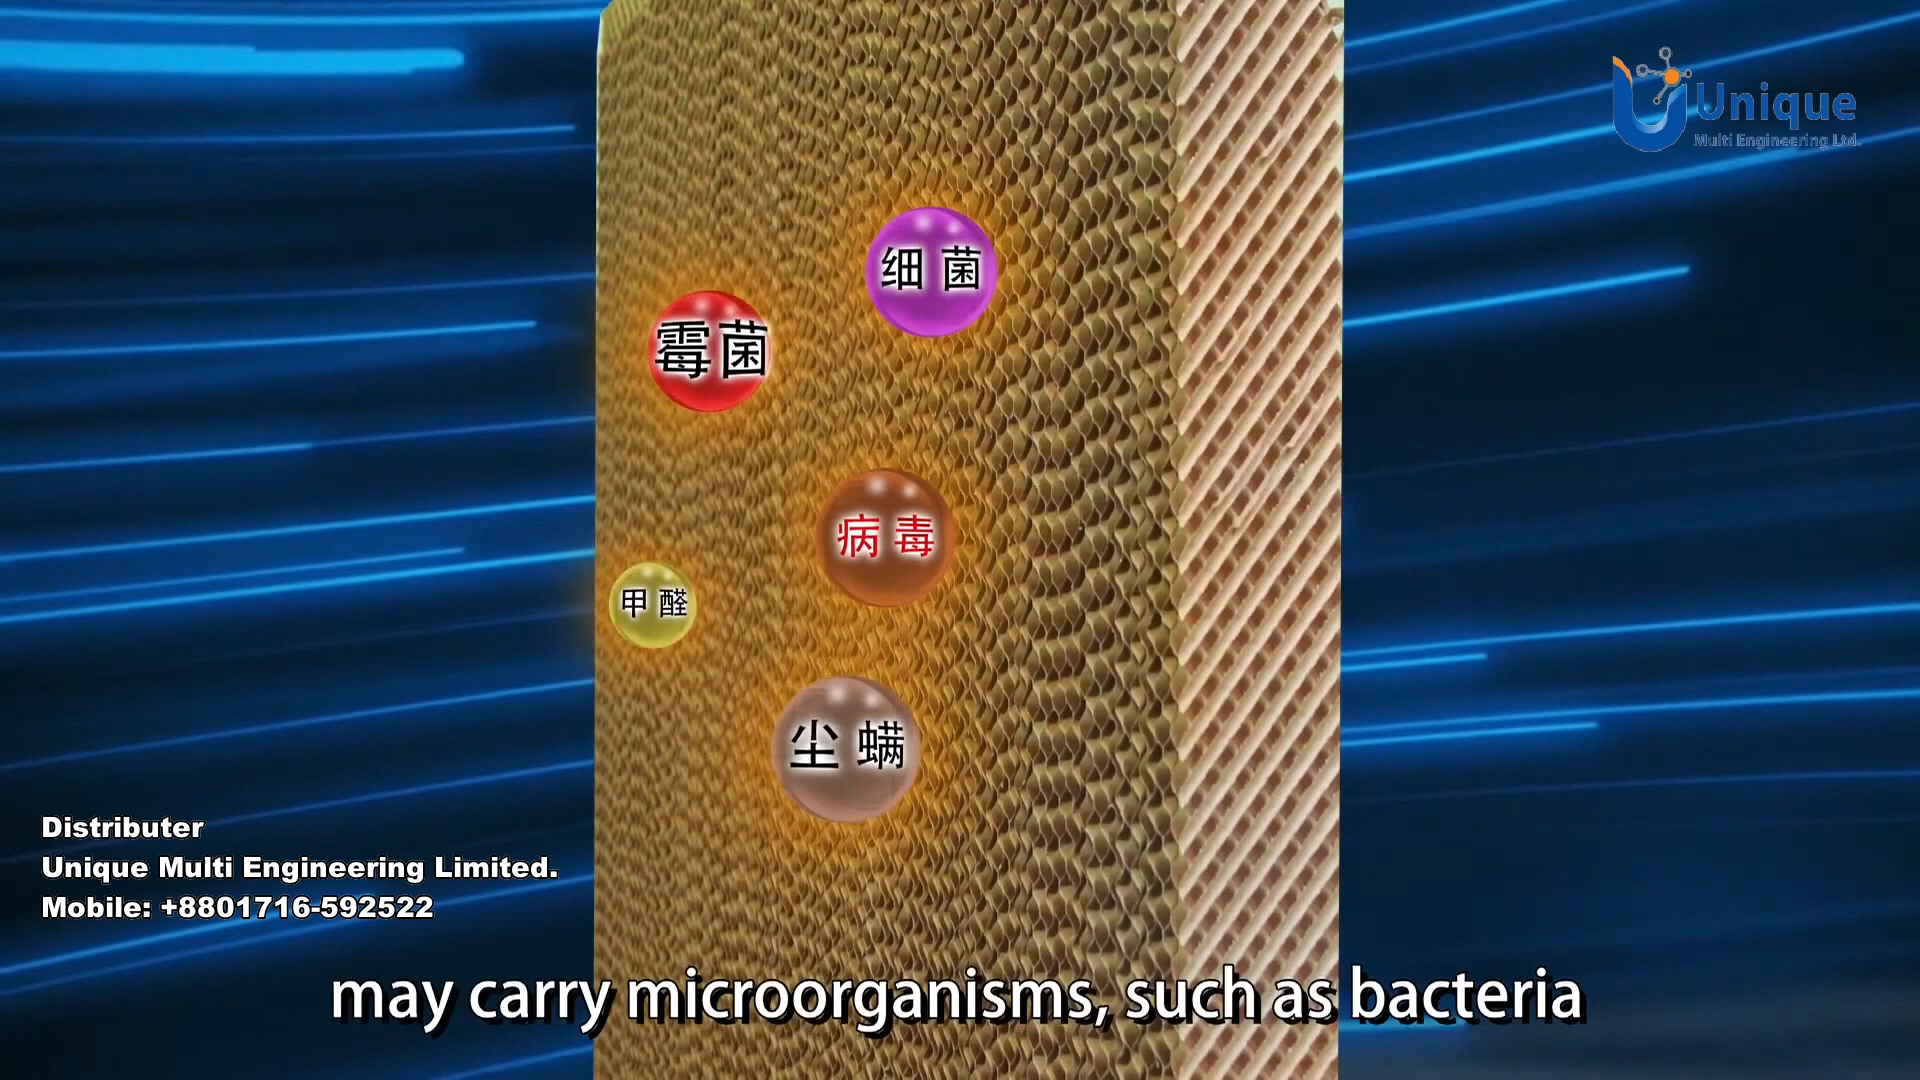 Unique
Multi Engineering Ltd.
细菌
霉菌
病毒
甲醛
尘螨
Distributer
Unique Multi Engineering Limited.
Mobile: +8801716-592522
may carry microorganisms, such as bacteria